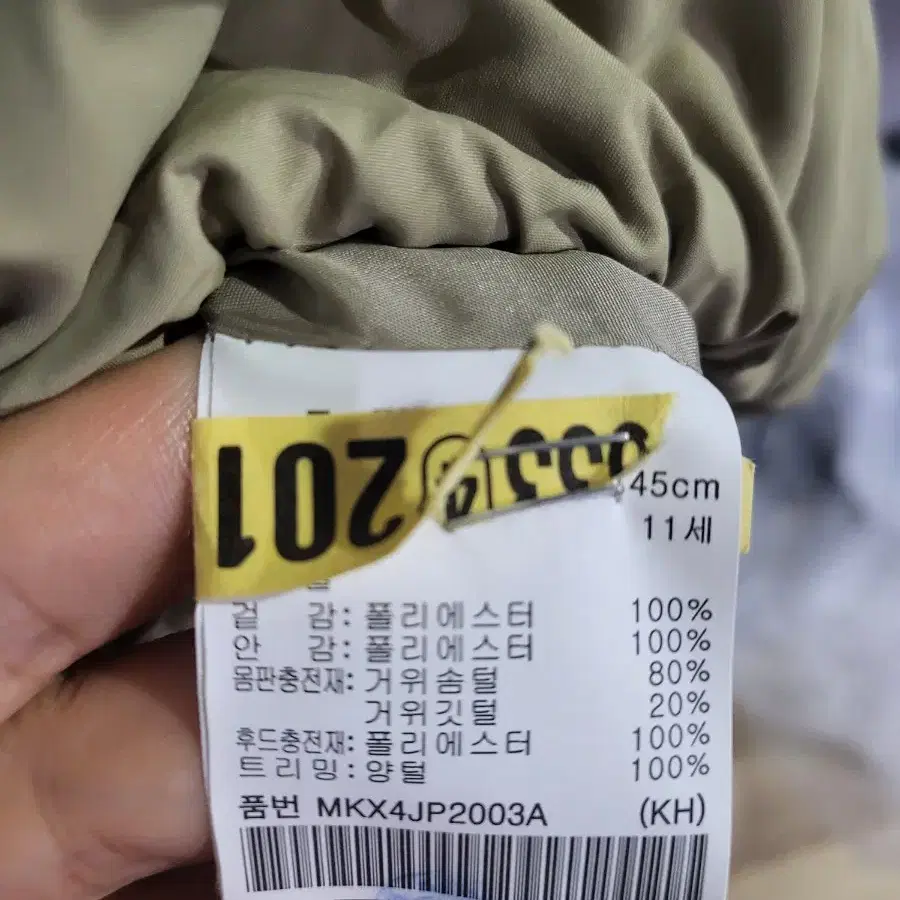 201
45cm
11세
겉 감: 폴리에스터 100%
안 감: 폴리에스터 100%
몸판충전재: 거위솜털 80%
거위깃털 20%
후드충전재: 폴리에스터 100%
트리밍: 양털 100%
품번 MKX4JP2003A (KH)